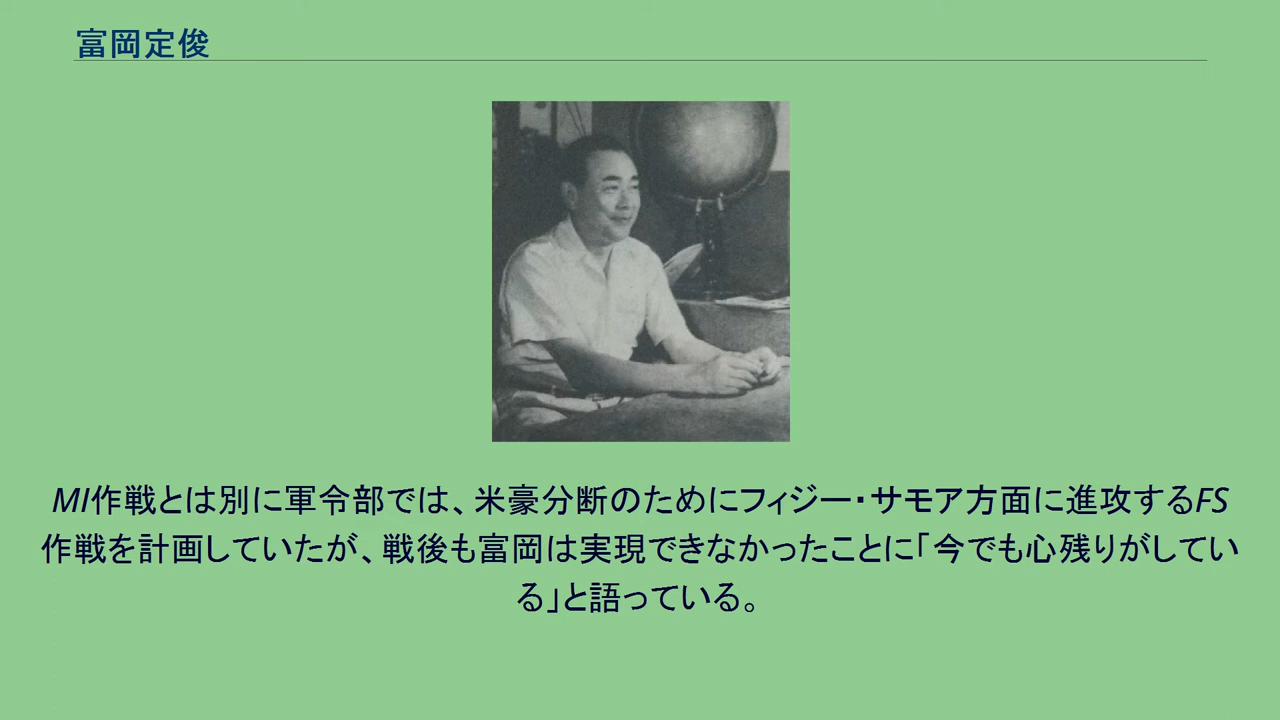 富岡定俊
MI作戦とは別に軍令部では、米豪分断のためにフィジー・サモア方面に進攻するFS
作戦を計画していたが、戦後も富岡は実現できなかったことに「今でも心残りがしてい
る」と語っている。